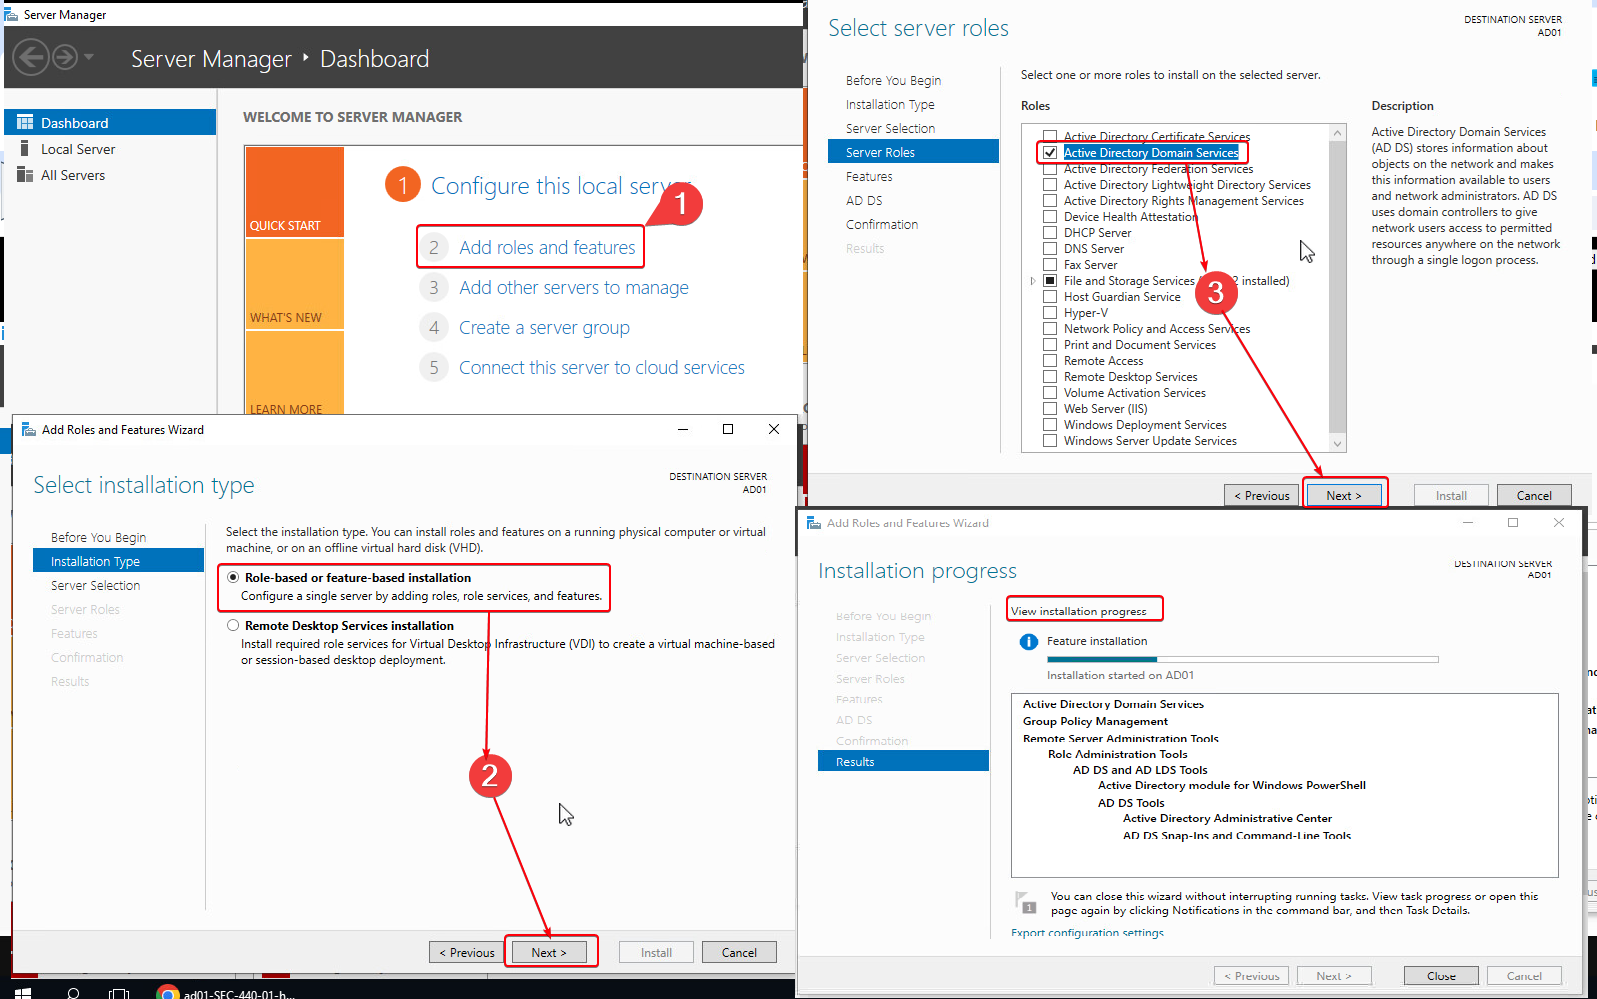 Server Manager
Server Manager ‣ Dashboard
Dashboard
Local Server
All Servers
WELCOME TO SERVER MANAGER
QUICK START
WHAT'S NEW
LEARN MORE
1 Configure this local server
1
2 Add roles and features
3 Add other servers to manage
4 Create a server group
5 Connect this server to cloud services
Select server roles
DESTINATION SERVER
AD01
Before You Begin
Installation Type
Server Selection
Server Roles
Features
AD DS
Confirmation
Results
Select one or more roles to install on the selected server.
Roles
Active Directory Certificate Services
Active Directory Domain Services
Active Directory Federation Services
Active Directory Lightweight Directory Services
Active Directory Rights Management Services
Device Health Attestation
DHCP Server
DNS Server
Fax Server
File and Storage Services 2 installed)
3
Host Guardian Service
Hyper-V
Network Policy and Access Services
Print and Document Services
Remote Access
Remote Desktop Services
Volume Activation Services
Web Server (IIS)
Windows Deployment Services
Windows Server Update Services
Description
Active Directory Domain Services
(AD DS) stores information about
objects on the network and makes
this information available to users
and network administrators. AD DS
uses domain controllers to give
network users access to permitted
resources anywhere on the network
through a single logon process.
< Previous
Next >
Install
Cancel
Add Roles and Features Wizard
Select installation type
DESTINATION SERVER
AD01
Before You Begin
Installation Type
Server Selection
Server Roles
Features
Confirmation
Results
Select the installation type. You can install roles and features on a running physical computer or virtual
machine, or on an offline virtual hard disk (VHD).
Role-based or feature-based installation
Configure a single server by adding roles, role services, and features.
Remote Desktop Services installation
Install required role services for Virtual Desktop Infrastructure (VDI) to create a virtual machine-based
or session-based desktop deployment.
2
< Previous
Next >
Install
Cancel
Add Roles and Features Wizard
Installation progress
DESTINATION SERVER
AD01
Before You Begin
Installation Type
Server Selection
Server Roles
Features
AD DS
Confirmation
Results
View installation progress
Feature installation
Installation started on AD01
Active Directory Domain Services
Group Policy Management
Remote Server Administration Tools
Role Administration Tools
AD DS and AD LDS Tools
Active Directory module for Windows PowerShell
AD DS Tools
Active Directory Administrative Center
AD DS Snap-Ins and Command-Line Tools
1
You can close this wizard without interrupting running tasks. View task progress or open this
page again by clicking Notifications in the command bar, and then Task Details.
Export configuration settings
< Previous
Next >
Close
Cancel
ad01-SEC-440-01-h...